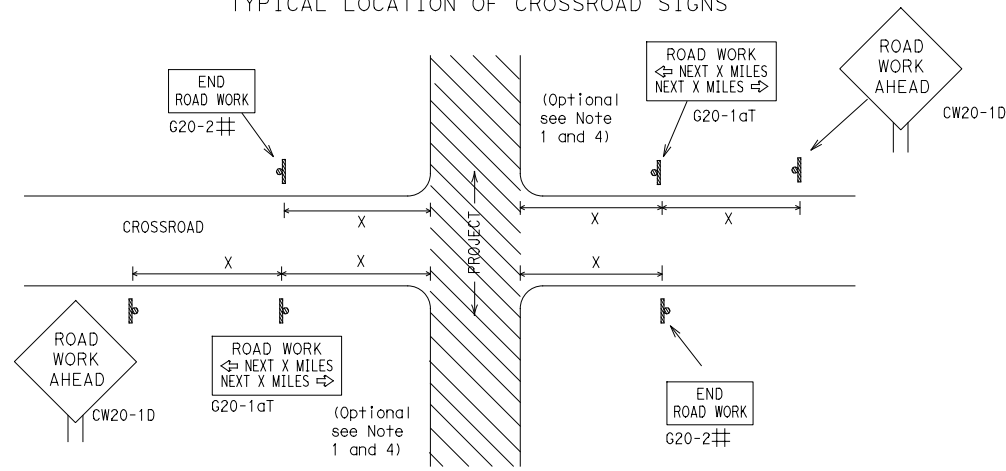 TYPICAL LOCATION OF CROSSROAD SIGNS
END
ROAD WORK
G20-2#
(Optional
see Note
1 and 4)
ROAD WORK
⇦ NEXT X MILES
NEXT X MILES ⇨
G20-1aT
ROAD
WORK
AHEAD
CW20-1D
X
X
X
CROSSROAD
PROJECT
X
X
X
ROAD
WORK
AHEAD
CW20-1D
ROAD WORK
⇦ NEXT X MILES
NEXT X MILES ⇨
G20-1aT
(Optional
see Note
1 and 4)
END
ROAD WORK
G20-2#